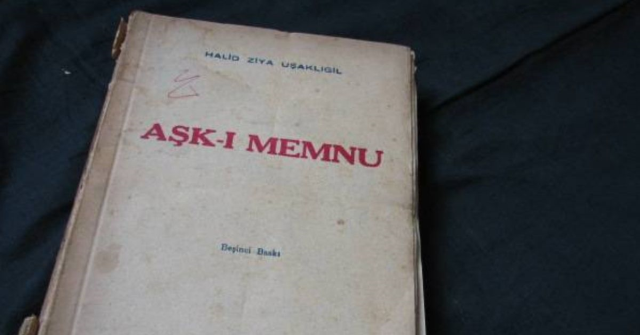 HALİD ZİYA UŞAKLIGİL
AŞK-I MEMNU
Beşinci Baskı